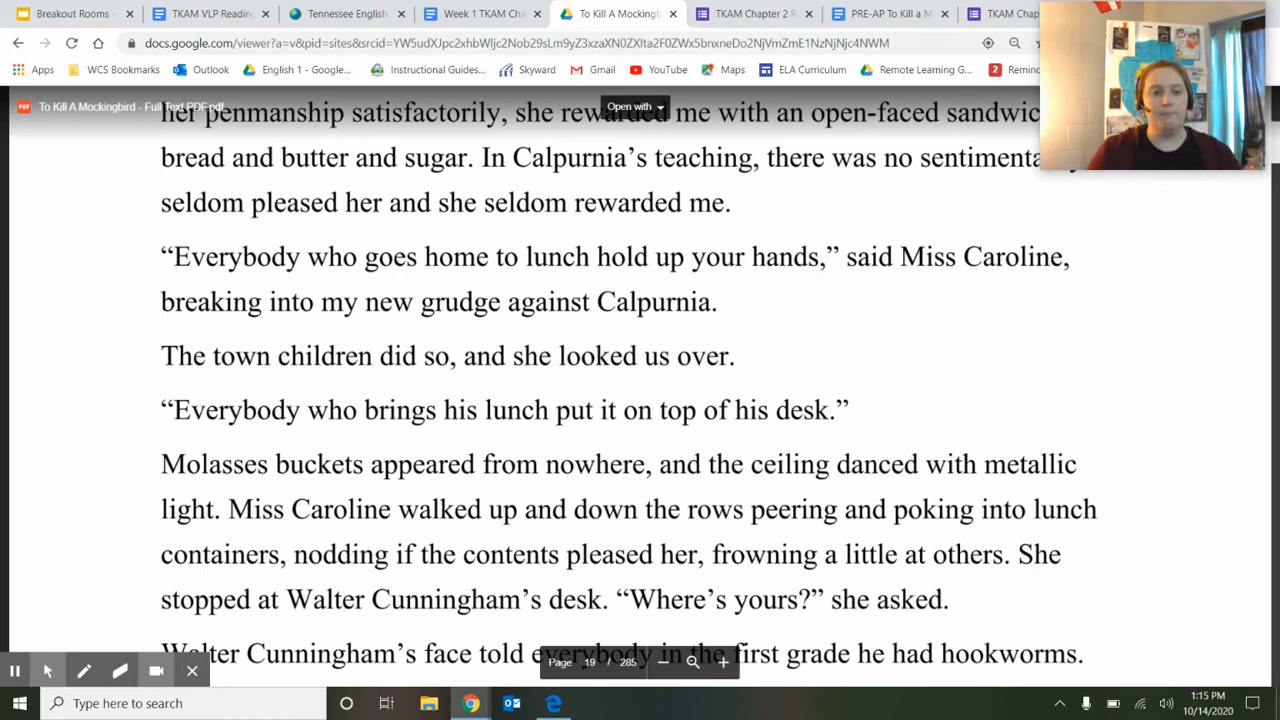 Breakout Rooms -
TKAM VLP Reading
Tennessee English
Week 1 TKAM Cha
To Kill A Mockingb
TKAM Chapter 2 R
PRE-AP To Kill a M
TKAM Chap
docs.google.com/viewer?a=v&pid=sites&srcid=
Apps
WCS Bookmarks
Outlook
English 1 - Google...
Instructional Guides...
Skyward
Gmail
YouTube
Maps
ELA Curriculum
Remote Learning G...
Remin
To Kill A Mockingbird - Full Text PDF.pdf
Open with
her penmanship satisfactorily, she rewarded me with an open-faced sandwic
bread and butter and sugar. In Calpurnia’s teaching, there was no sentimenta
seldom pleased her and she seldom rewarded me.
“Everybody who goes home to lunch hold up your hands,” said Miss Caroline,
breaking into my new grudge against Calpurnia.
The town children did so, and she looked us over.
“Everybody who brings his lunch put it on top of his desk.”
Molasses buckets appeared from nowhere, and the ceiling danced with metallic
light. Miss Caroline walked up and down the rows peering and poking into lunch
containers, nodding if the contents pleased her, frowning a little at others. She
stopped at Walter Cunningham’s desk. “Where’s yours?” she asked.
Walter Cunningham’s face told everybody in the first grade he had hookworms.
Page 19 / 285
Type here to search
1:15 PM
10/14/2020